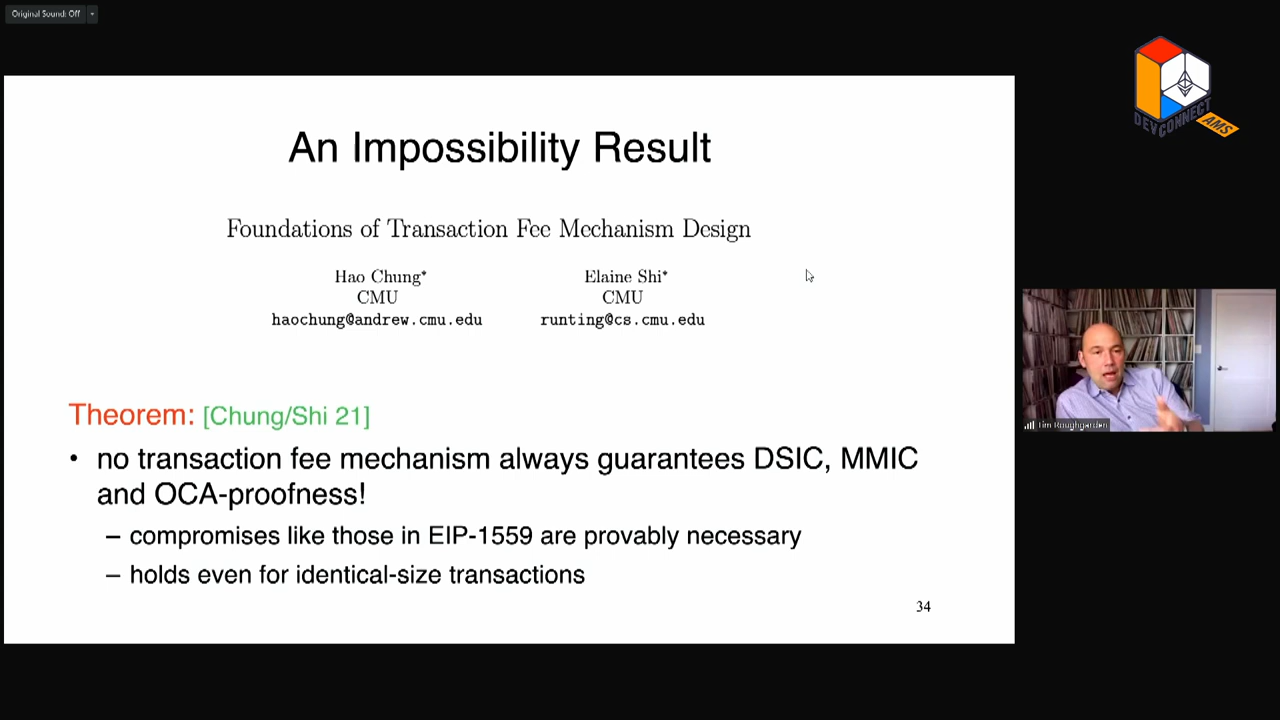 Original Sound: Off
DEVCONNECT
AMS
An Impossibility Result
Foundations of Transaction Fee Mechanism Design
Hao Chung* Elaine Shi*
CMU CMU
haochung@andrew.cmu.edu runting@cs.cmu.edu
Theorem: [Chung/Shi 21]
• no transaction fee mechanism always guarantees DSIC, MMIC
and OCA-proofness!
– compromises like those in EIP-1559 are provably necessary
– holds even for identical-size transactions
34
Tim Roughgarden